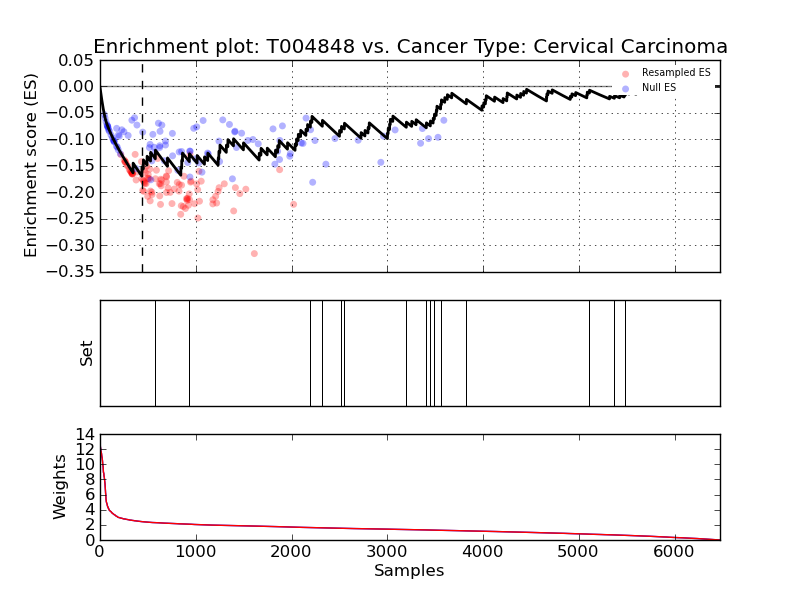 Enrichment plot: T004848 vs. Cancer Type: Cervical Carcinoma
Enrichment score (ES)
0.05
0.00
−0.05
−0.10
−0.15
−0.20
−0.25
−0.30
−0.35
Resampled ES
Null ES
Set
Weights
14
12
10
8
6
4
2
0
0 1000 2000 3000 4000 5000 6000
Samples